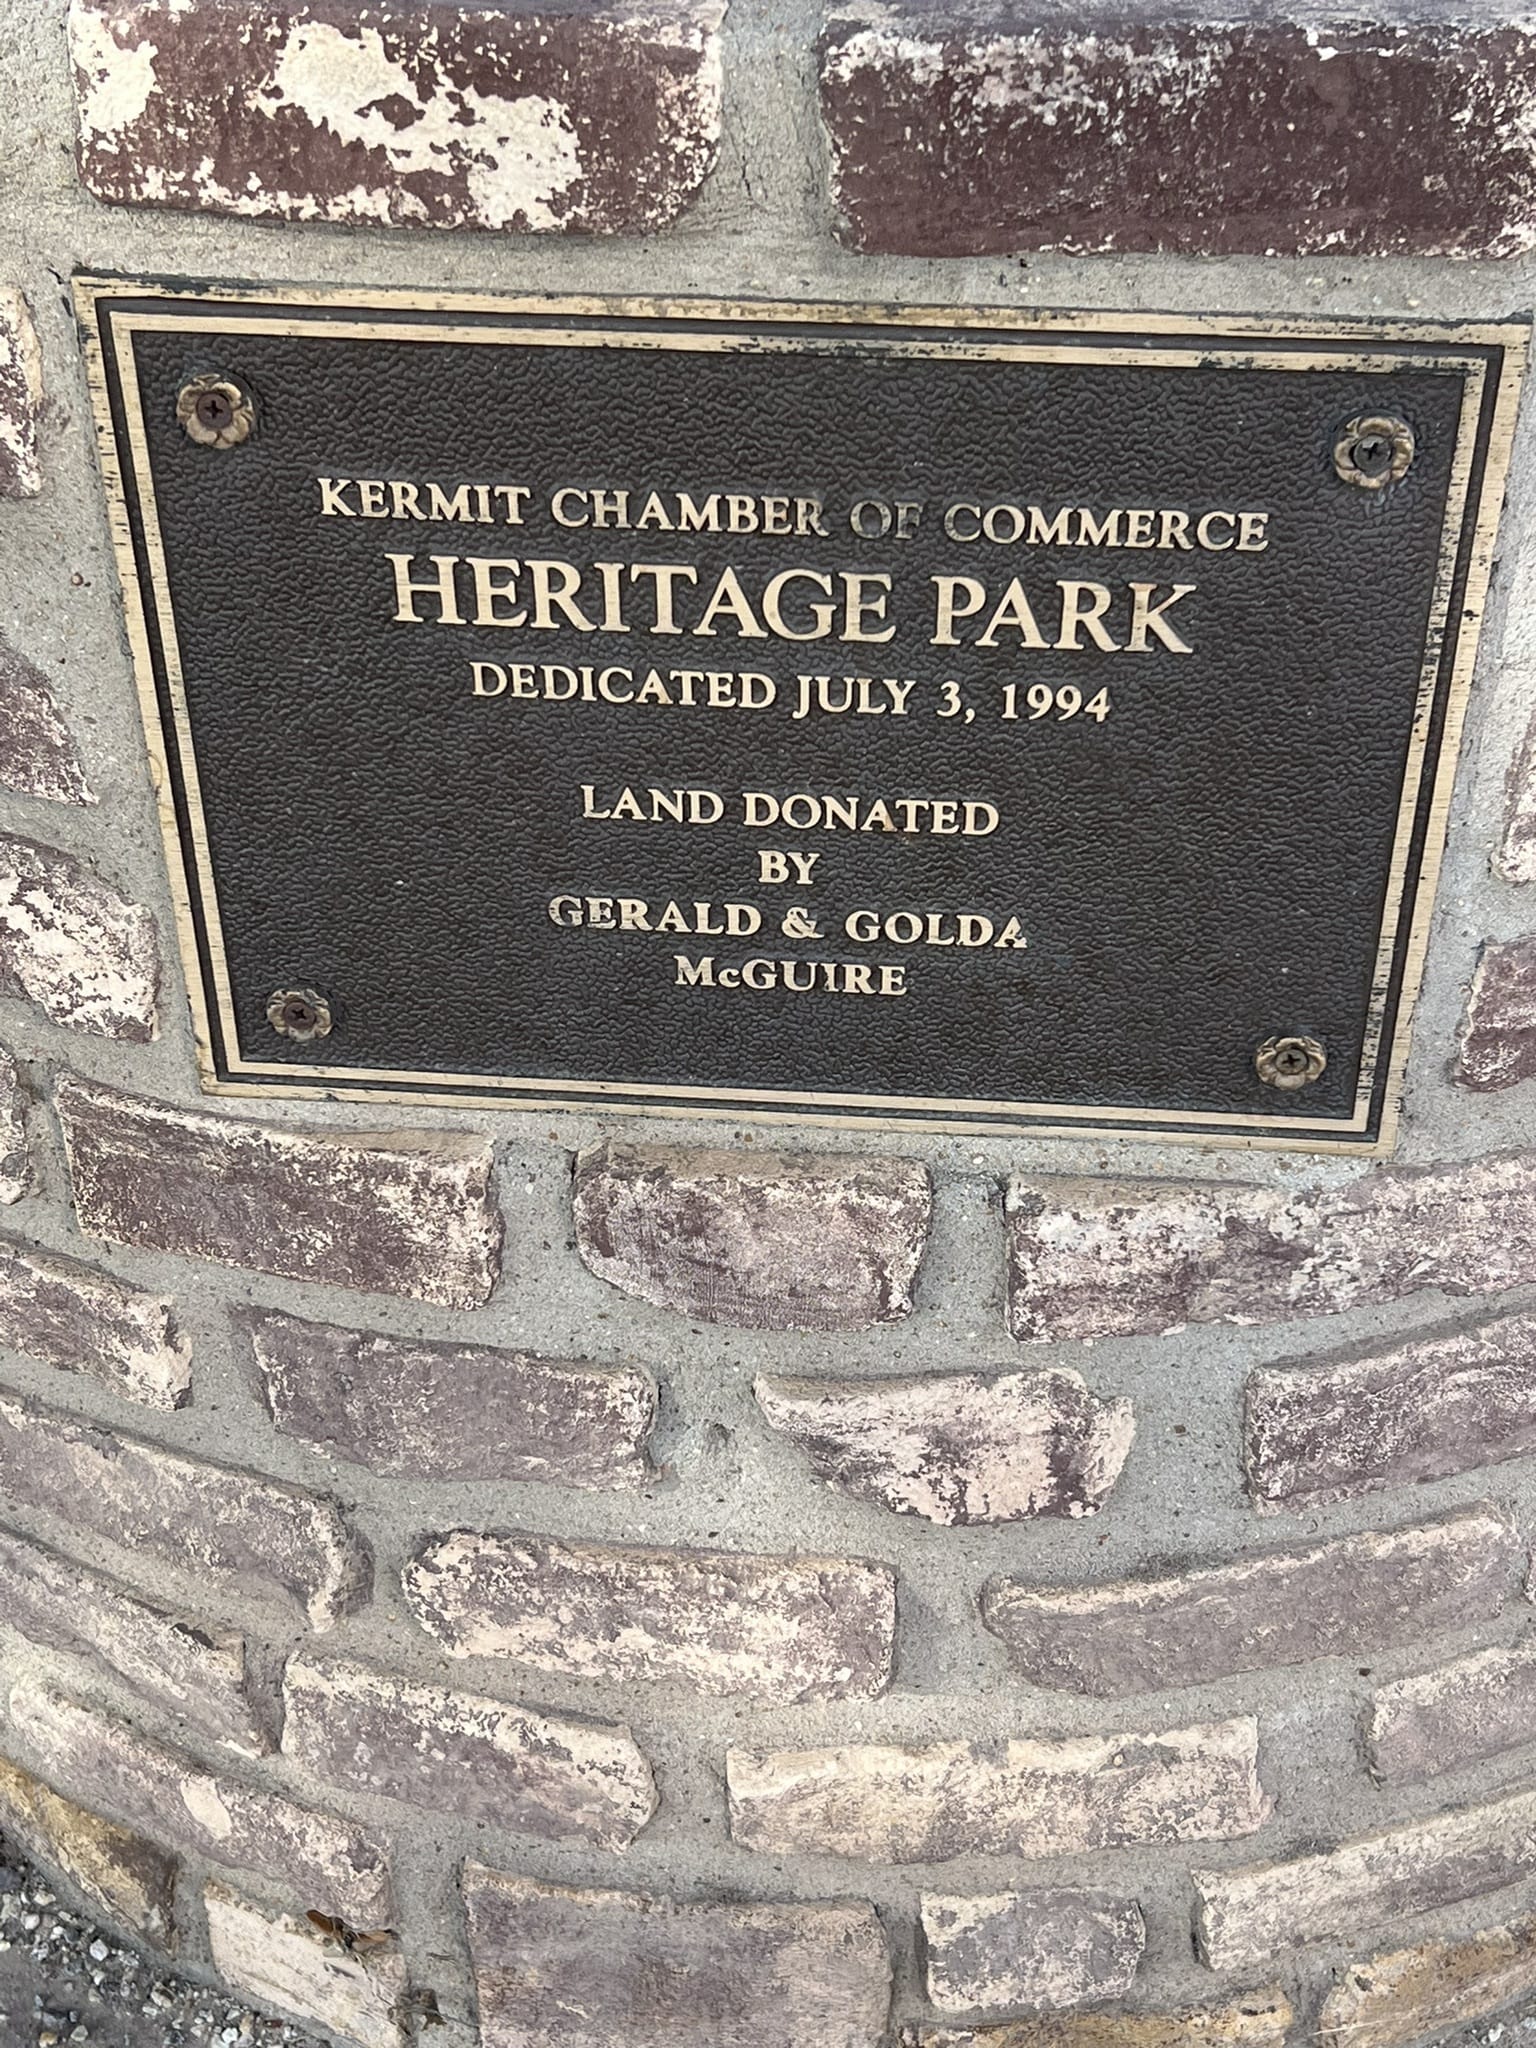 KERMIT CHAMBER OF COMMERCE
HERITAGE PARK
DEDICATED JULY 3, 1994
LAND DONATED
BY
GERALD & GOLDA
McGUIRE